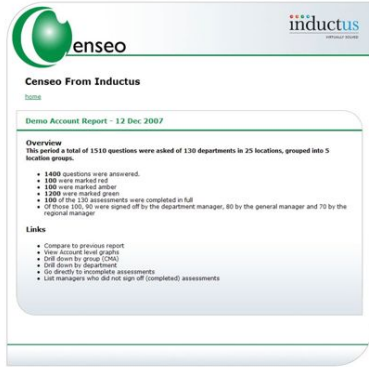 Censeo
inductus
VIRTUALLY SOLVED
Censeo From Inductus
home
Demo Account Report - 12 Dec 2007
Overview
This period a total of 1510 questions were asked of 130 departments in 25 locations, grouped into 5
location groups.
1400 questions were answered.
100 were marked red
100 were marked amber
1200 were marked green
100 of the 130 assessments were completed in full
Of those 100, 90 were signed off by the department manager, 80 by the general manager and 70 by the
regional manager
Links
Compare to previous report
View Account level graphs
Drill down by group (CMA)
Drill down by department
Go directly to incomplete assessments
List managers who did not sign off (completed) assessments